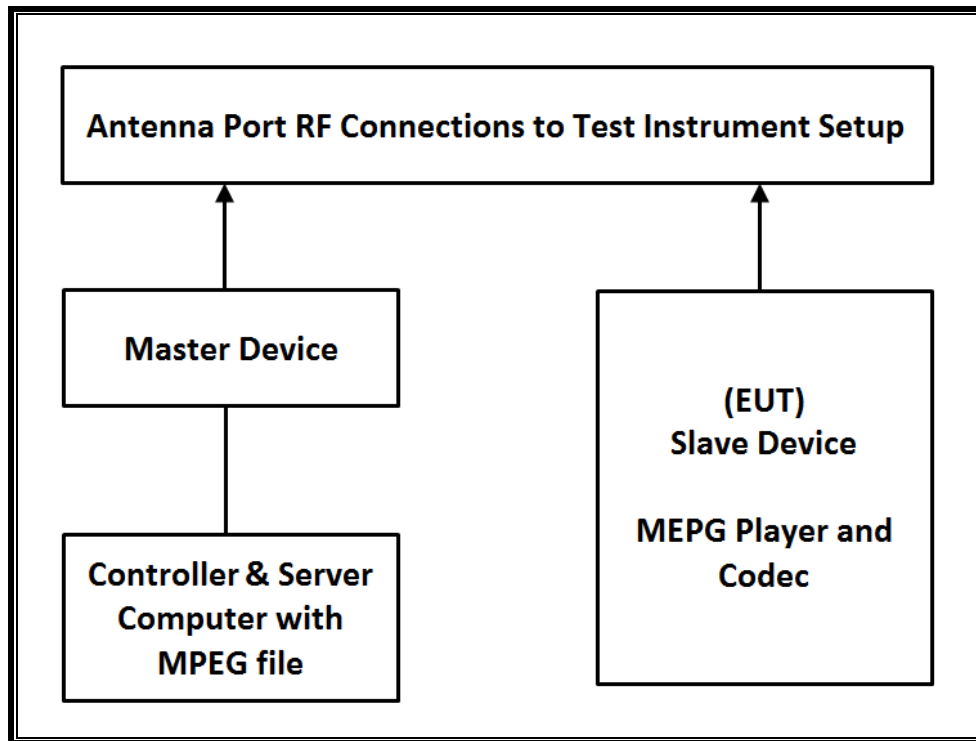 Antenna Port RF Connections to Test Instrument Setup
Master Device
Controller & Server
Computer with
MPEG file
(EUT)
Slave Device
MEPG Player and
Codec